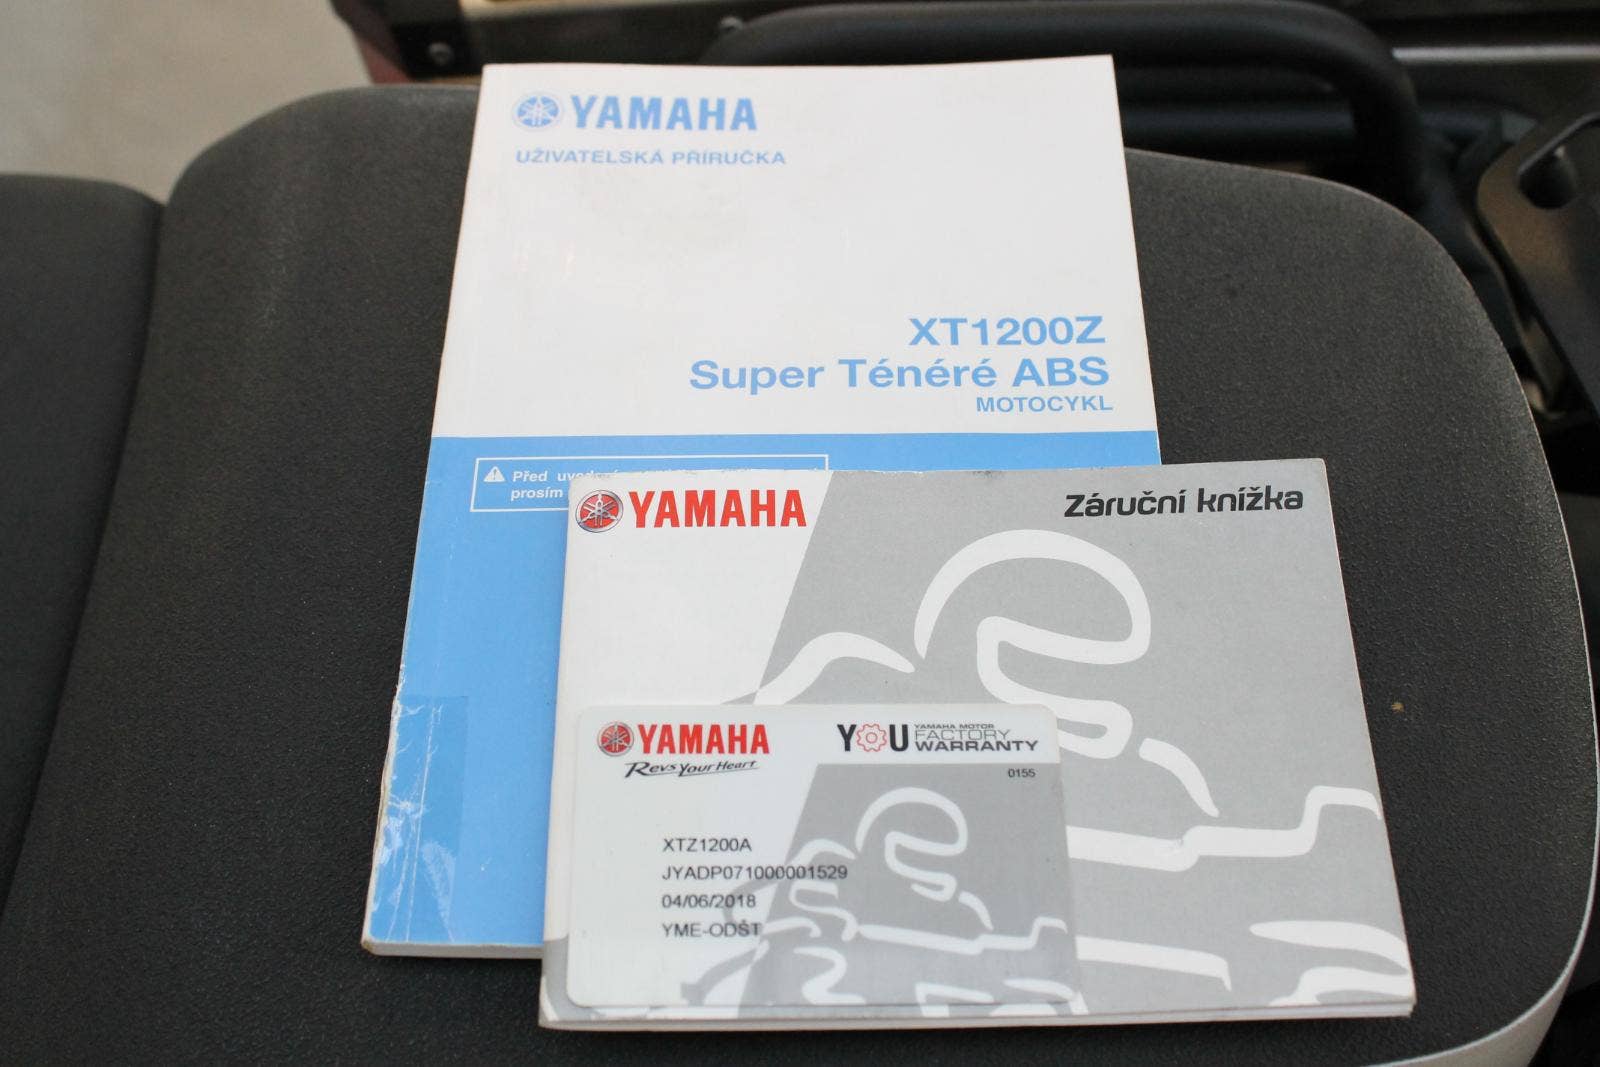 YAMAHA
UŽIVATELSKÁ PŘÍRUČKA
XT1200Z
Super Ténéré ABS
MOTOCYKL
Před
prosím
YAMAHA
Záruční knížka
YAMAHA
Revs Your Heart
YOU YAMAHA MOTOR
FACTORY
WARRANTY
0155
XTZ1200A
JYADP071000001529
04/06/2018
YME-ODŠT